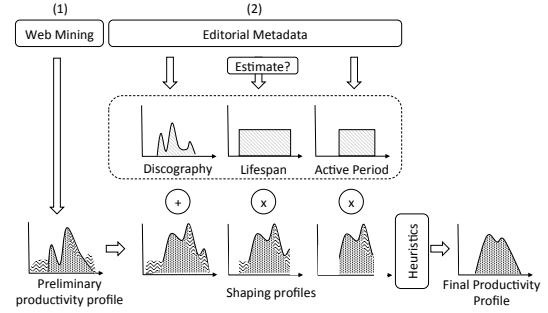 (1)
(2)
Web Mining
Editorial Metadata
Estimate?
Discography
Lifespan
Active Period
+
x
x
Preliminary
productivity profile
Shaping profiles
Heuristics
Final Productivity
Profile